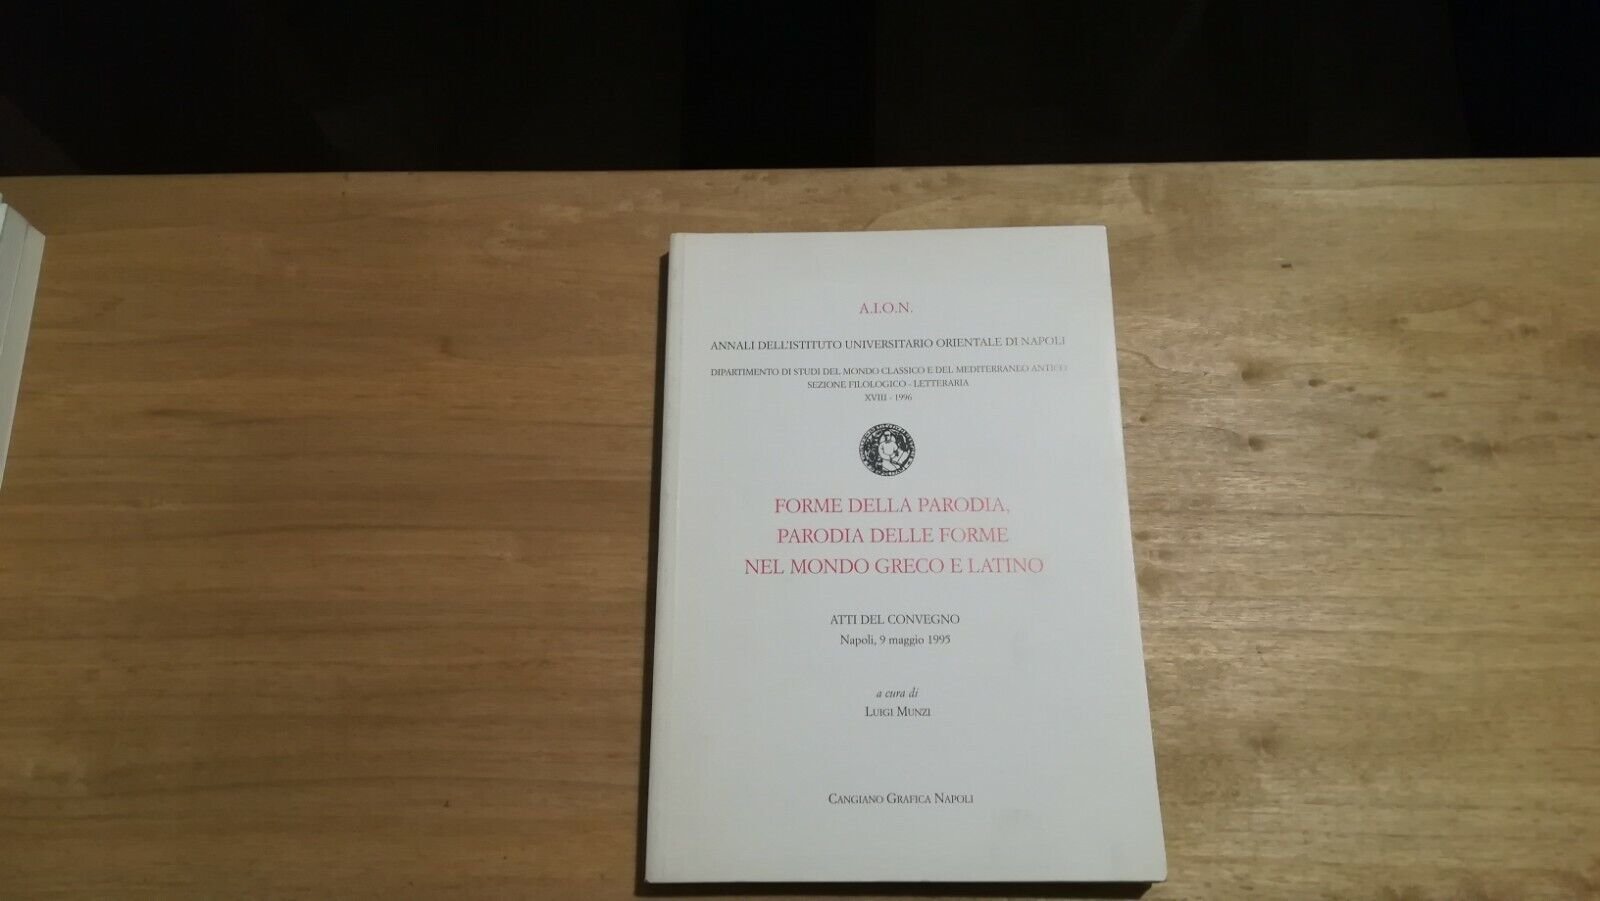 A.I.O.N.
ANNALI DELL'ISTITUTO UNIVERSITARIO ORIENTALE DI NAPOLI
DIPARTIMENTO DI STUDI DEL MONDO CLASSICO E DEL MEDITERRANEO ANTICO
SEZIONE FILOLOGICO - LETTERARIA
XVIII - 1996
FORME DELLA PARODIA,
PARODIA DELLE FORME
NEL MONDO GRECO E LATINO
ATTI DEL CONVEGNO
Napoli, 9 maggio 1995
a cura di
LUIGI MUNZI
CANGIANO GRAFICA NAPOLI